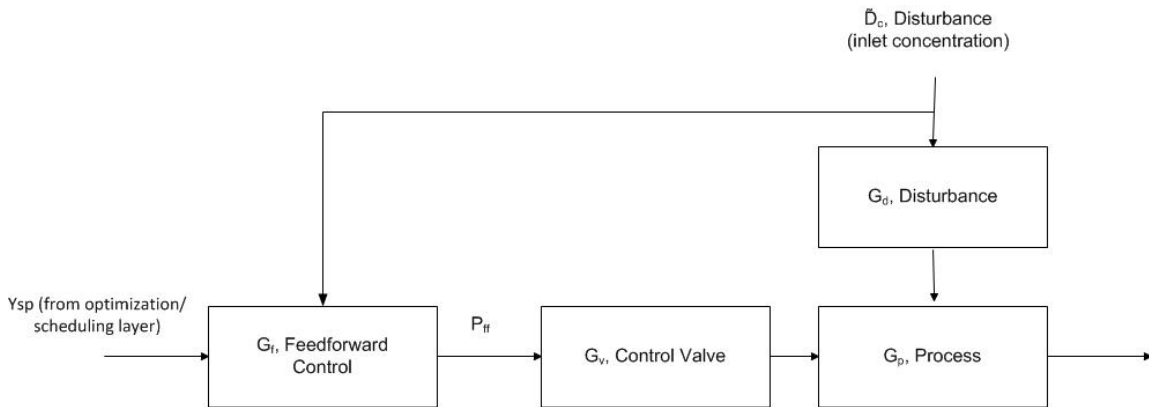 D̃c, Disturbance
(inlet concentration)
Gd, Disturbance
Ysp (from optimization/
scheduling layer)
Gf, Feedforward
Control
Pff
Gv, Control Valve
Gp, Process